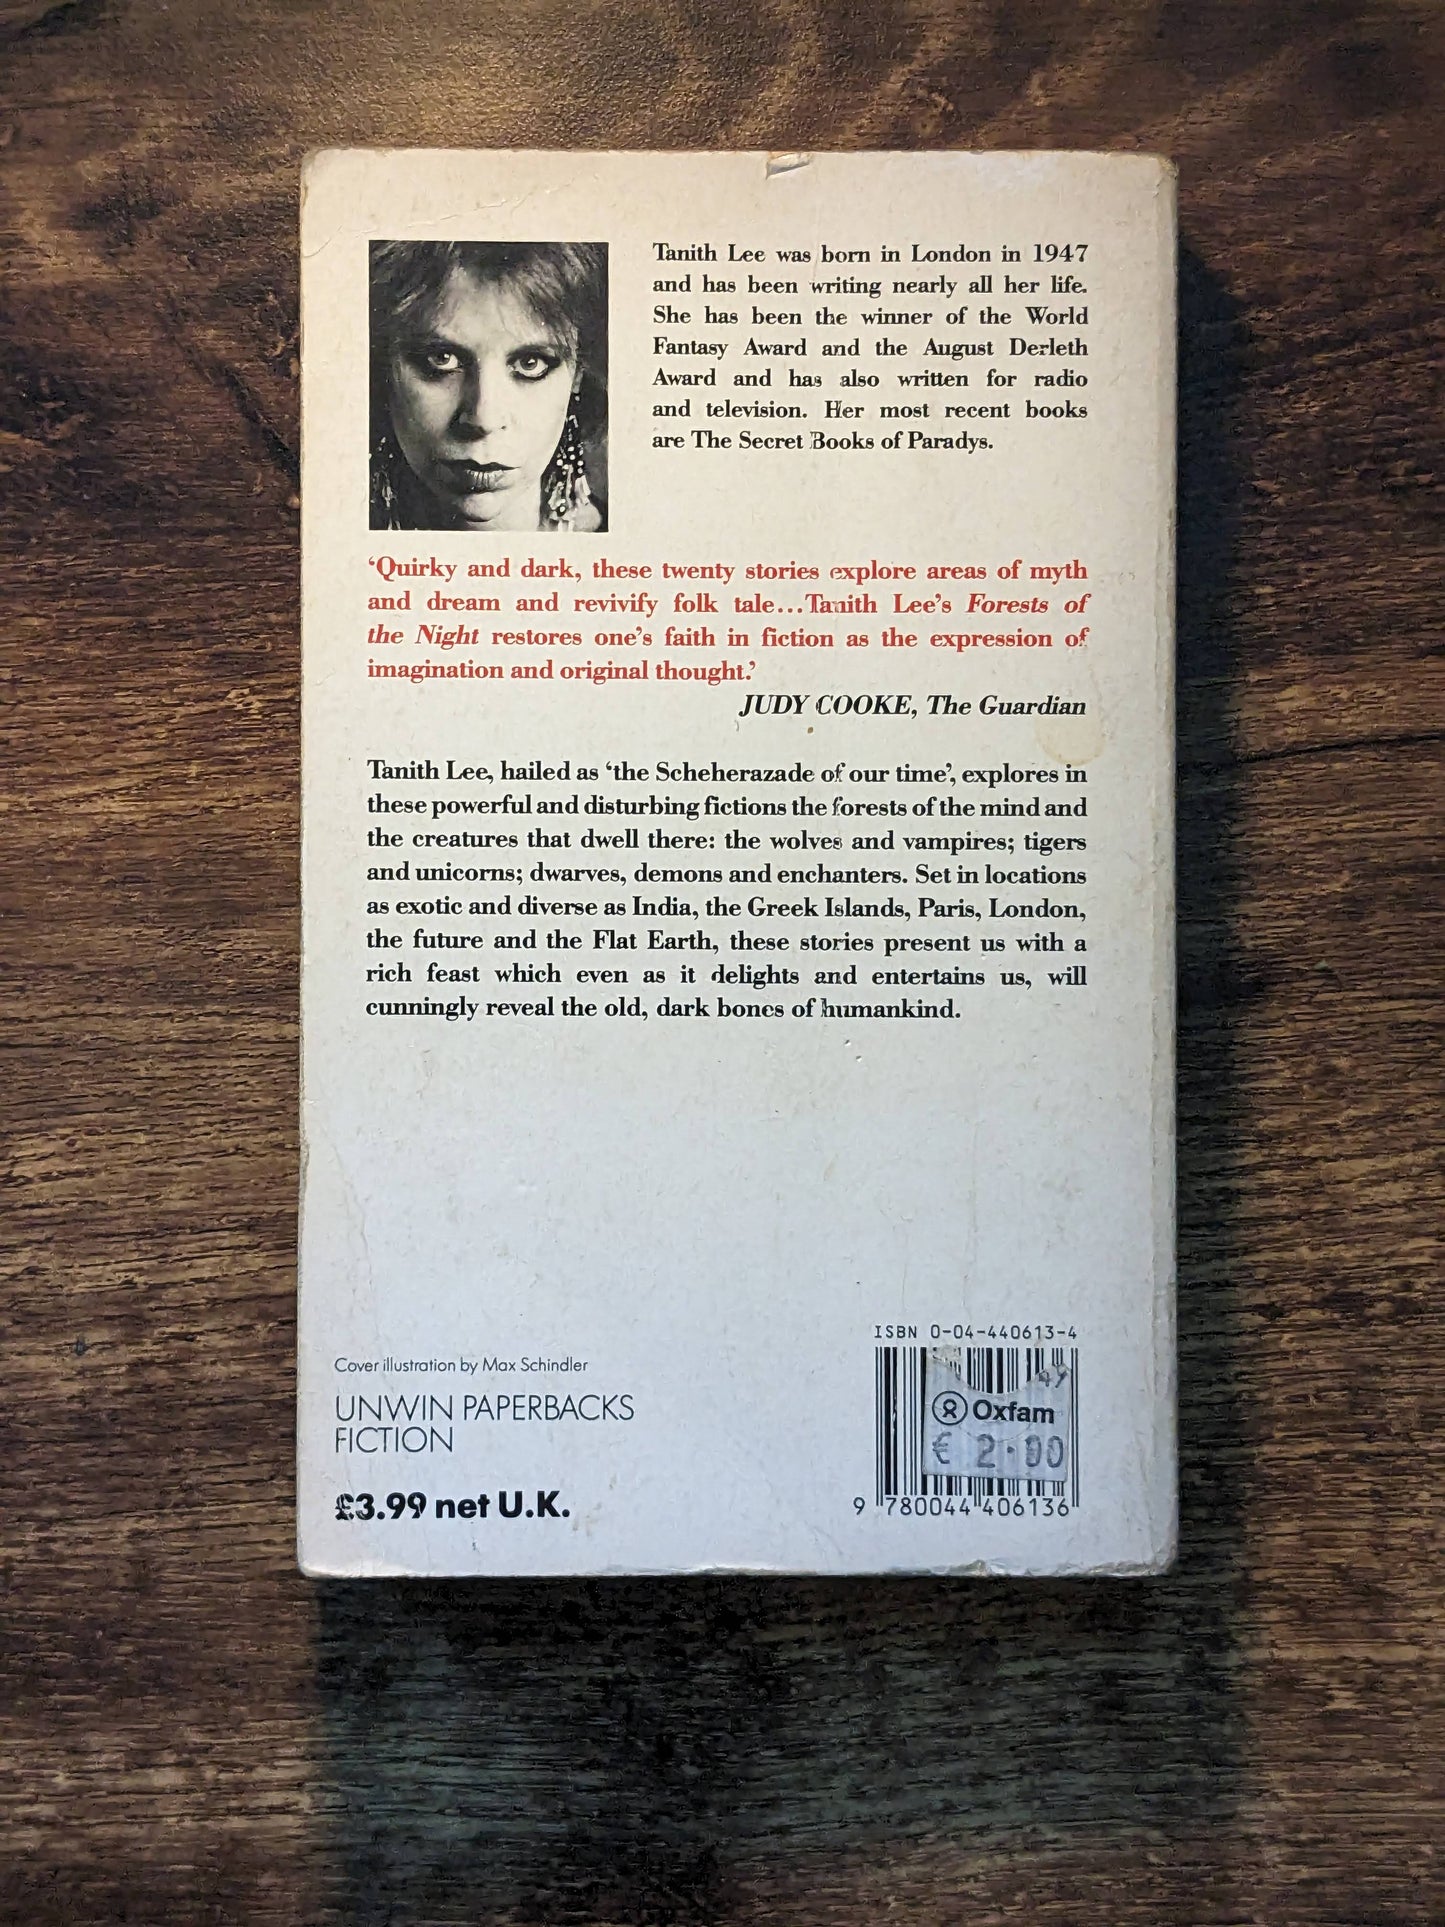 Tanith Lee was born in London in 1947
and has been writing nearly all her life.
She has been the winner of the World
Fantasy Award and the August Derleth
Award and has also written for radio
and television. Her most recent books
are The Secret Books of Paradys.
‘Quirky and dark, these twenty stories explore areas of myth
and dream and revivify folk tale...Tanith Lee’s Forests of
the Night restores one’s faith in fiction as the expression of
imagination and original thought.’
JUDY COOKE, The Guardian
Tanith Lee, hailed as ‘the Scheherazade of our time’, explores in
these powerful and disturbing fictions the forests of the mind and
the creatures that dwell there: the wolves and vampires; tigers
and unicorns; dwarves, demons and enchanters. Set in locations
as exotic and diverse as India, the Greek Islands, Paris, London,
the future and the Flat Earth, these stories present us with a
rich feast which even as it delights and entertains us, will
cunningly reveal the old, dark bones of humankind.
Cover illustration by Max Schindler
UNWIN PAPERBACKS
FICTION
£3.99 net U.K.
ISBN 0-04-440613-4
49
Oxfam
€ 2.00
9 780044 406136